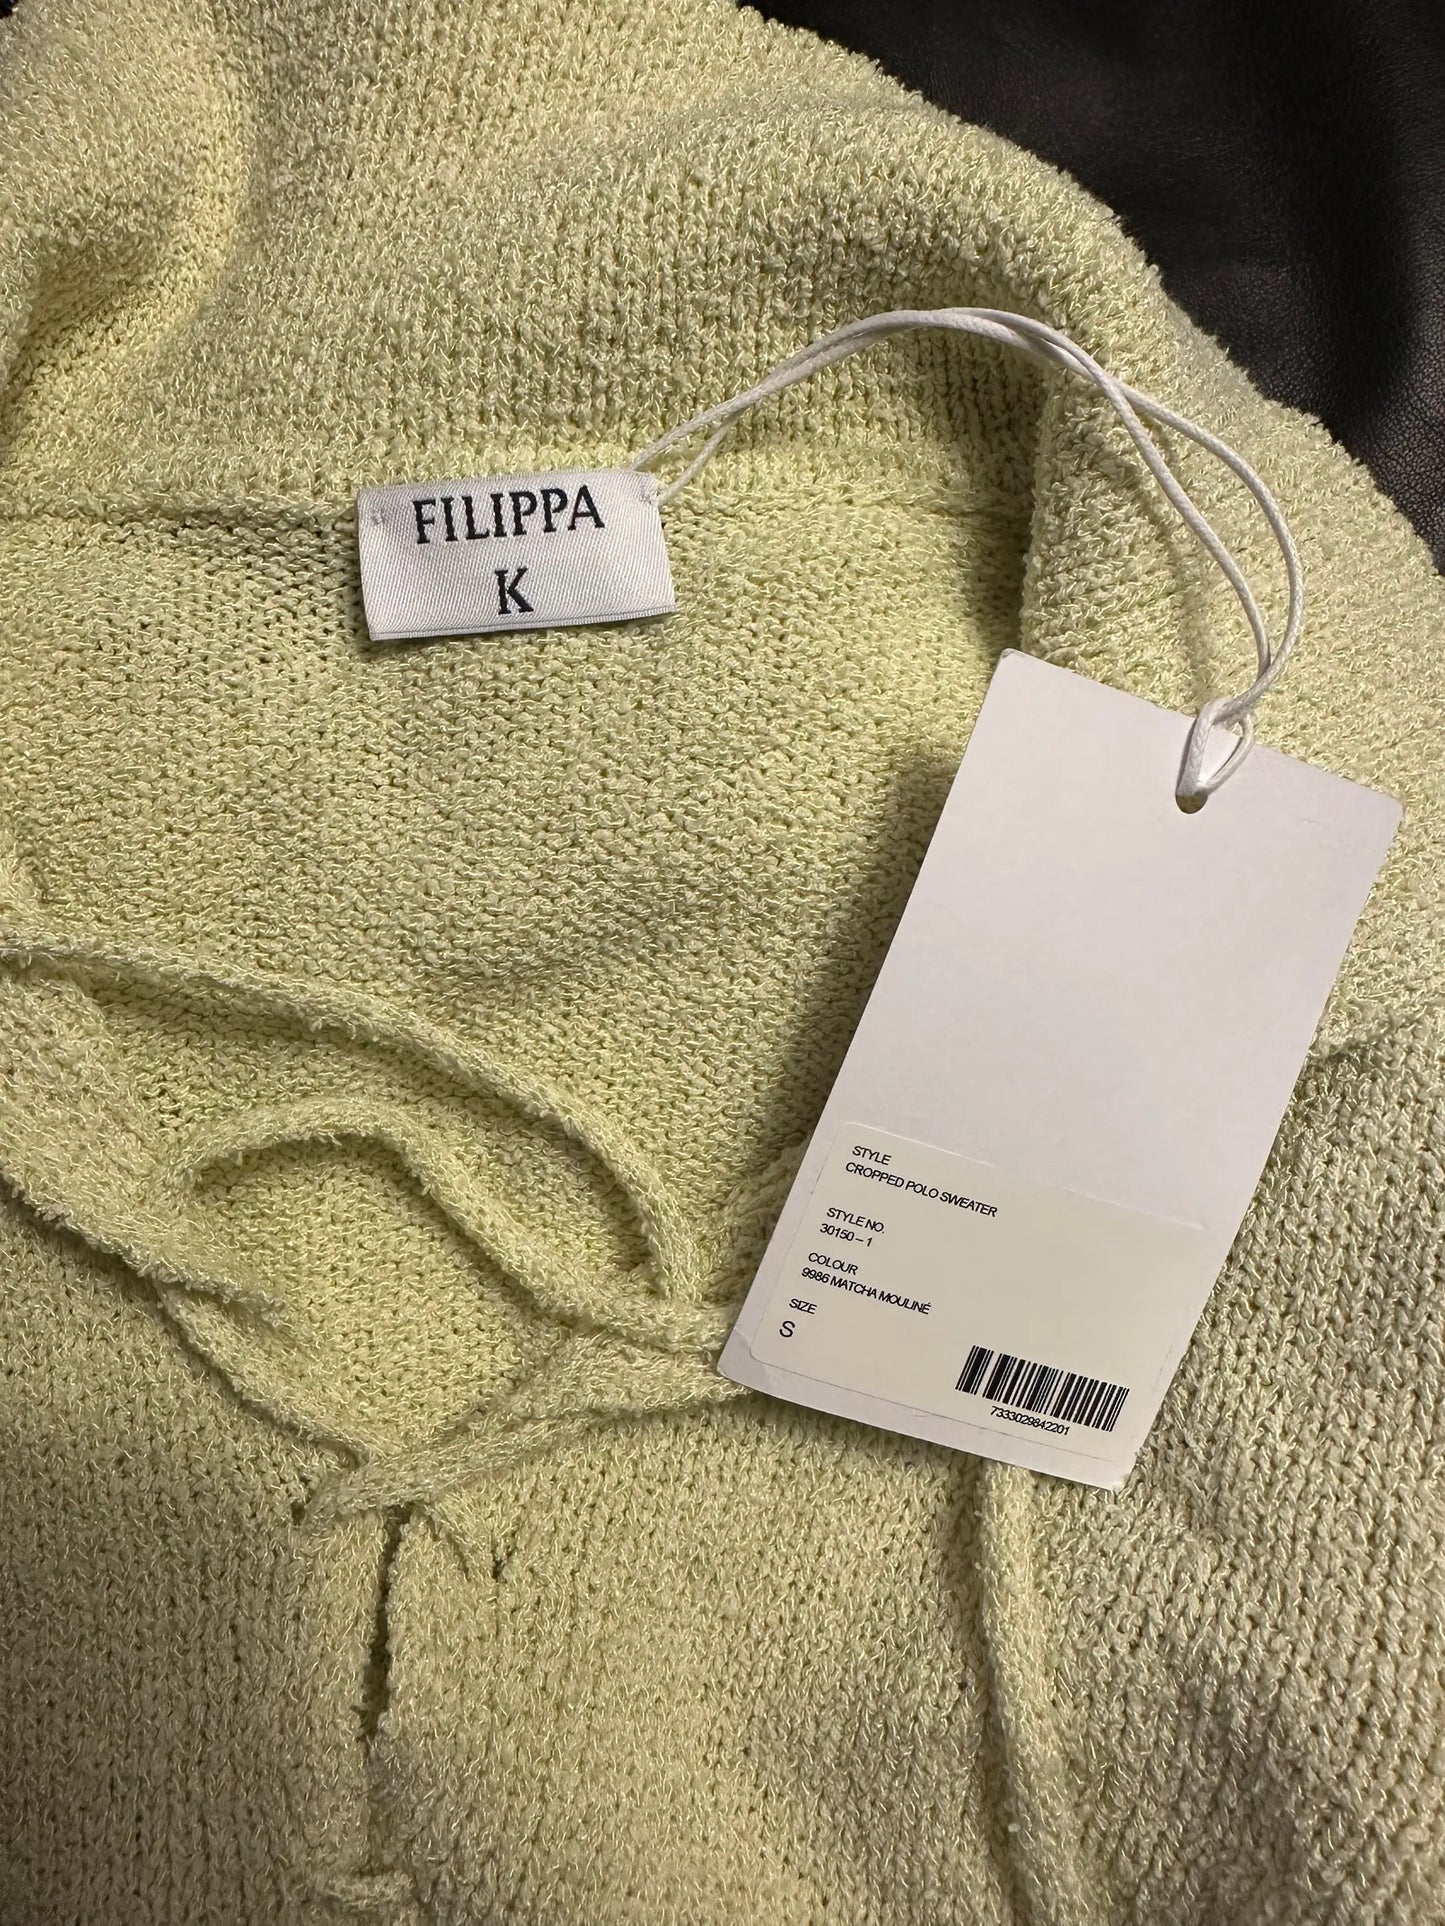 FILIPPA
K
STYLE
CROPPED POLO SWEATER
STYLE NO.
30150-1
COLOUR
9986 MATCHA MOULINÉ
SIZE
S
7333029842201